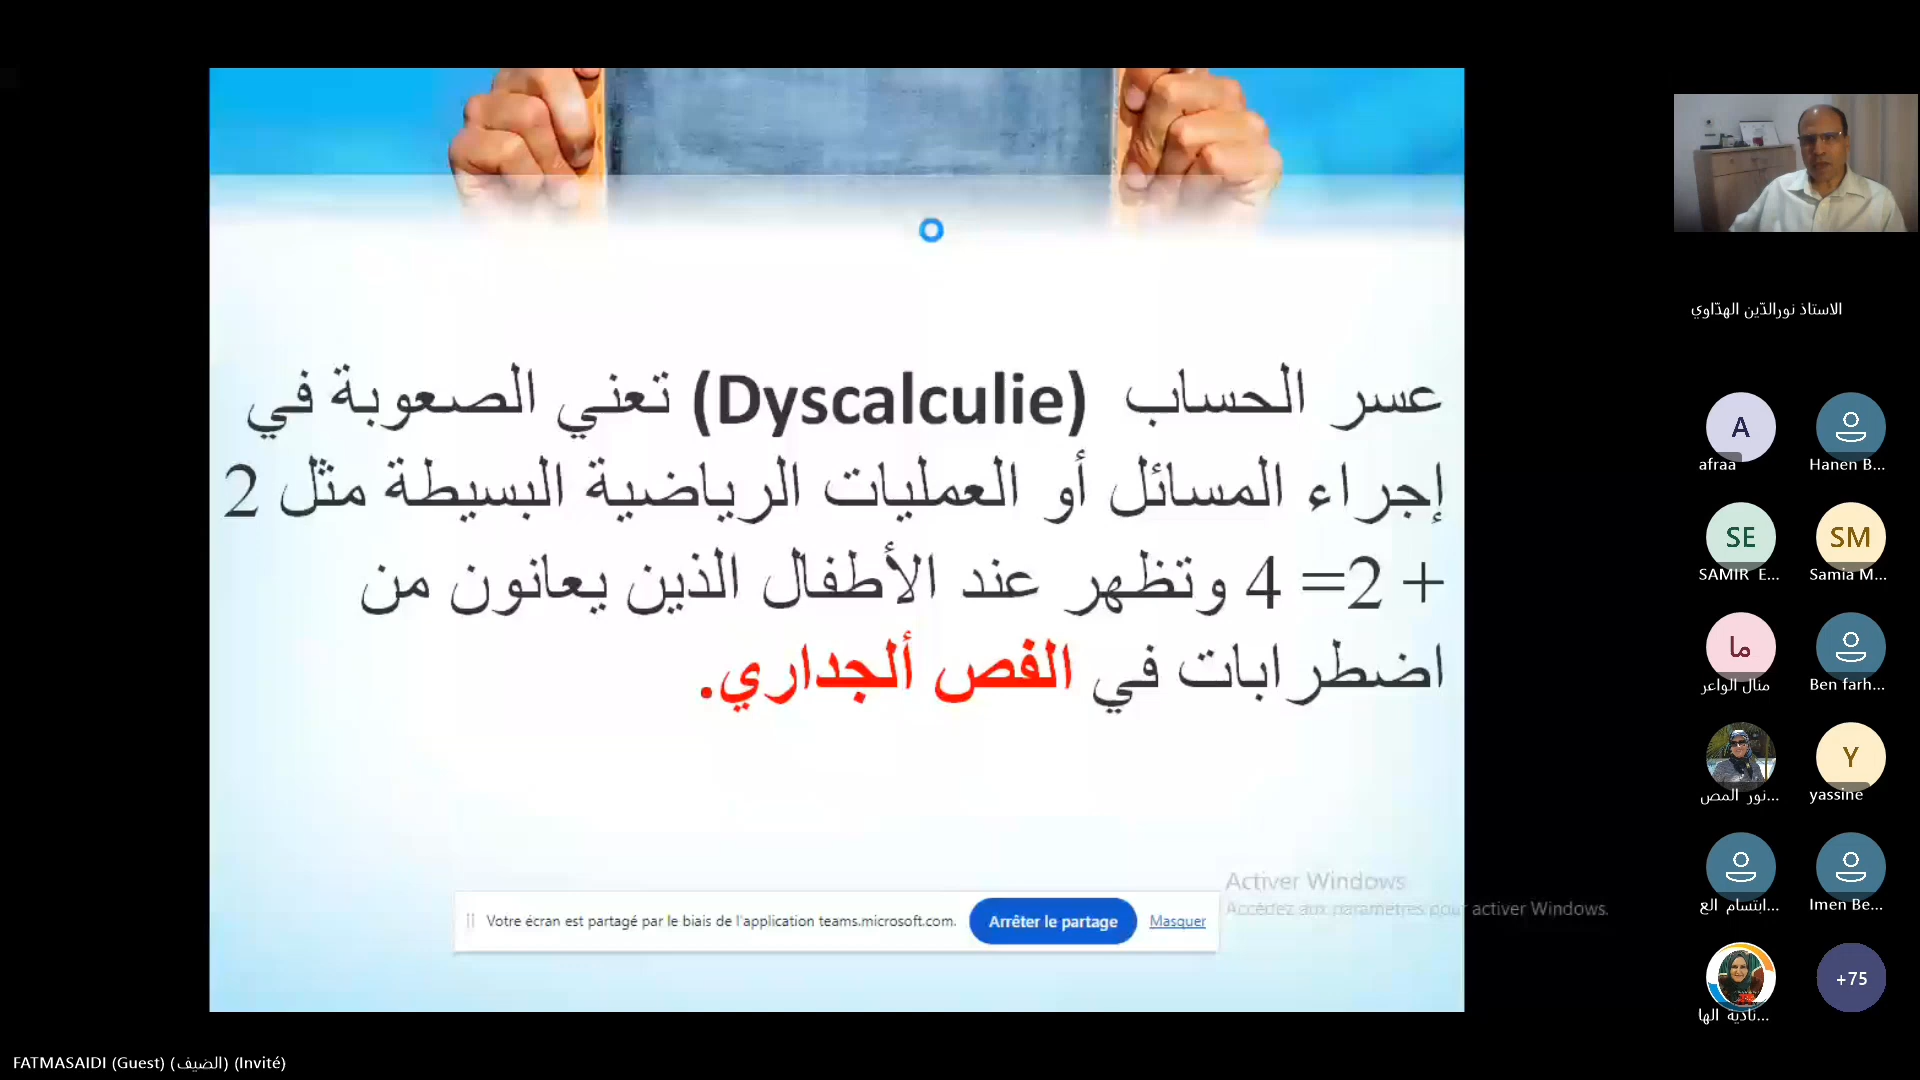 عسر الحساب (Dyscalculie) تعني الصعوبة في
إجراء المسائل أو العمليات الرياضية البسيطة مثل 2
+ 2= 4 وتظهر عند الأطفال الذين يعانون من
اضطرابات في الفص ألجداري.
Activer Windows
Accédez aux paramètres pour activer Windows.
Votre écran est partagé par le biais de l'application teams.microsoft.com.
Arrêter le partage
Masquer
الاستاذ نورالدّين الهدّاوي
A
afraa
Hanen B...
SE
SAMIR E...
SM
Samia M...
ما
منال الواعر
Ben farh...
نور المص...
Y
yassine
ابتسام الع...
Imen Be...
نادية الها...
+75
FATMASAIDI (Guest) (الضيف) (Invité)